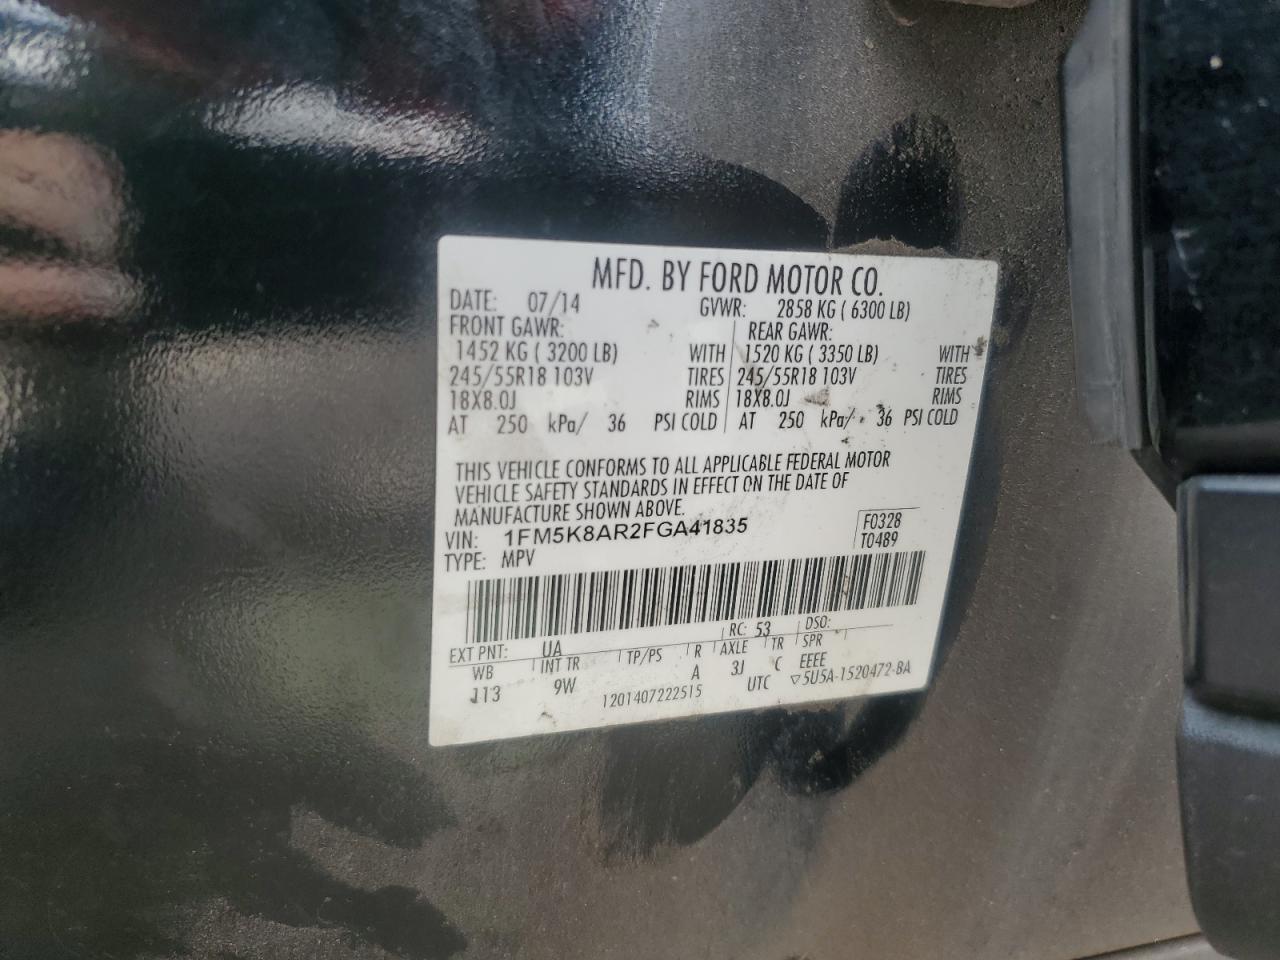 MFD. BY FORD MOTOR CO.
DATE: 07/14 GVWR: 2858 KG ( 6300 LB)
FRONT GAWR: REAR GAWR:
1452 KG ( 3200 LB) WITH 1520 KG ( 3350 LB) WITH
245/55R18 103V TIRES 245/55R18 103V TIRES
18X8.0J RIMS 18X8.0J RIMS
AT 250 kPa/ 36 PSI COLD AT 250 kPa/ 36 PSI COLD
THIS VEHICLE CONFORMS TO ALL APPLICABLE FEDERAL MOTOR
VEHICLE SAFETY STANDARDS IN EFFECT ON THE DATE OF
MANUFACTURE SHOWN ABOVE.
VIN: 1FM5K8AR2FGA41835 F0328
TYPE: MPV T0489
EXT PNT: UA RC: 53 DSO:
WB INT TR TP/PS R AXLE TR SPR
113 9W A 3J C EEEE
1201407222515 UTC ▽5U5A-1520472-BA